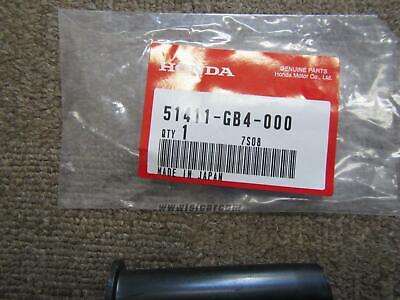 HONDA
GENUINE PARTS
Honda Motor Co., Ltd.
51411-GB4-000
QTY 1
7S08
MADE IN JAPAN